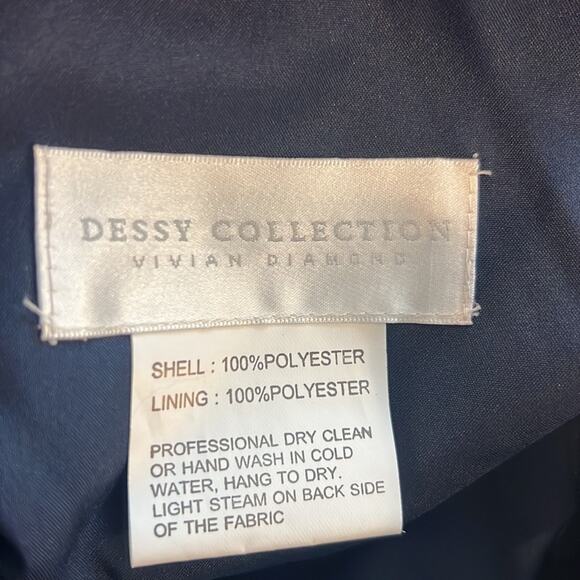 DESSY COLLECTION
VIVIAN DIAMOND
SHELL : 100%POLYESTER
LINING : 100%POLYESTER
PROFESSIONAL DRY CLEAN
OR HAND WASH IN COLD
WATER, HANG TO DRY.
LIGHT STEAM ON BACK SIDE
OF THE FABRIC